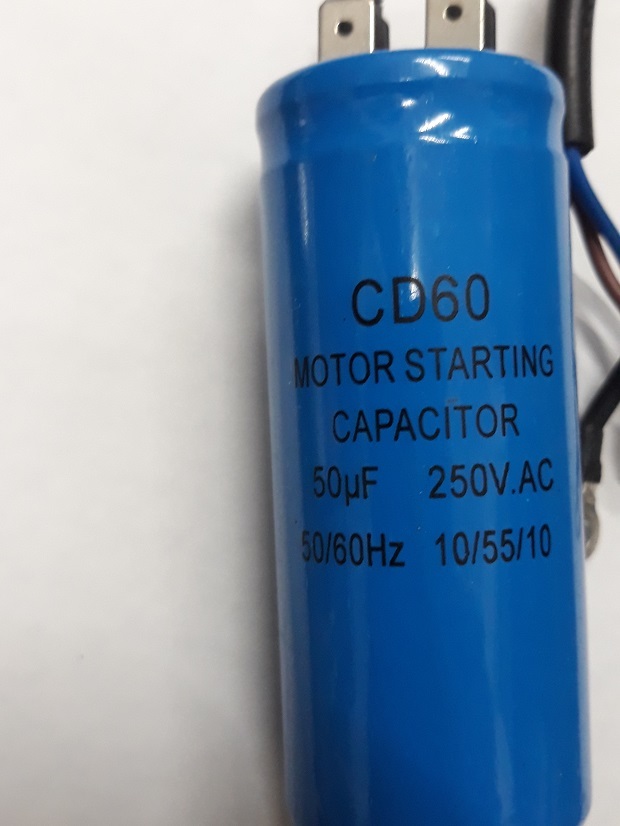 CD60
MOTOR STARTING
CAPACITOR
50µF 250V.AC
50/60Hz 10/55/10